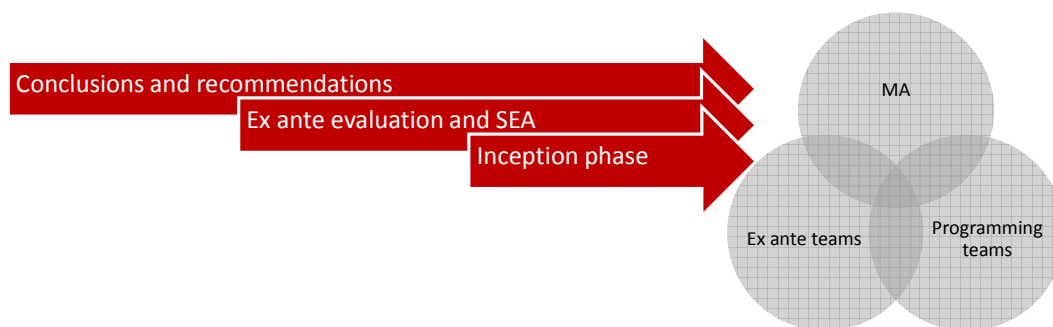 Conclusions and recommendations
Ex ante evaluation and SEA
Inception phase
MA
Ex ante teams
Programming
teams